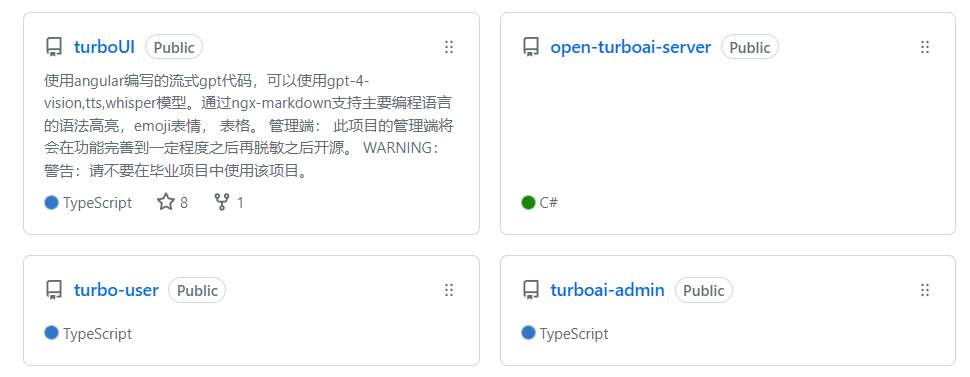 turboUI Public
使用angular编写的流式gpt代码，可以使用gpt-4-
vision,tts,whisper模型。通过ngx-markdown支持主要编程语言
的语法高亮，emoji表情， 表格。 管理端： 此项目的管理端将
会在功能完善到一定程度之后再脱敏之后开源。 WARNING：
警告：请不要在毕业项目中使用该项目。
TypeScript 8 1
open-turboai-server Public
C#
turbo-user Public
TypeScript
turboai-admin Public
TypeScript